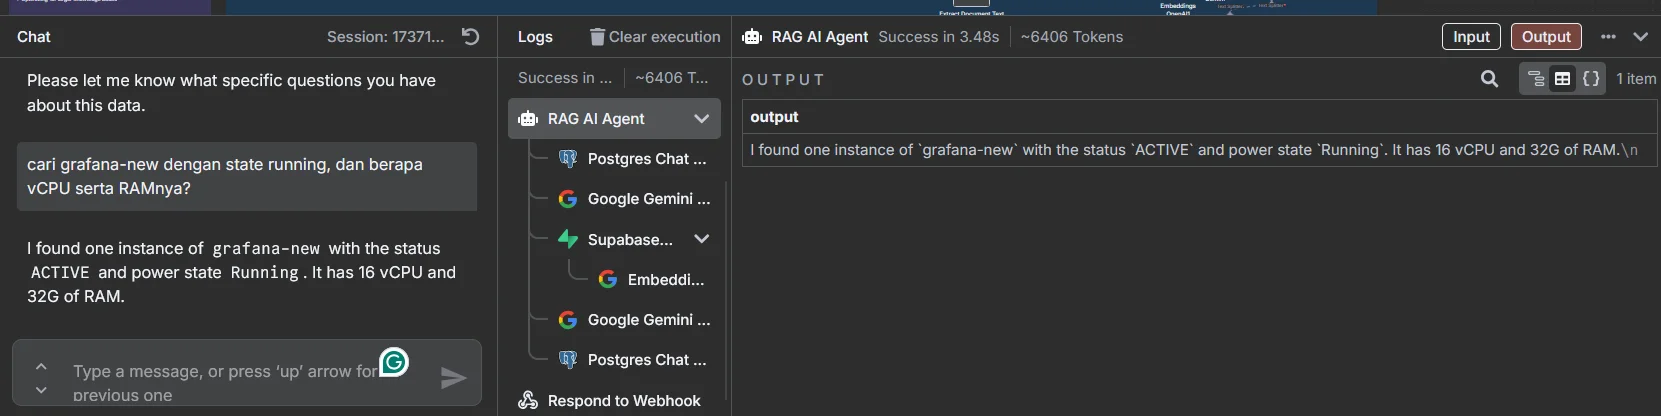 Extract Document Text
Embeddings
OpenAI1
Chat
Session: 17371...
Logs
Clear execution
RAG AI Agent
Success in 3.48s
~6406 Tokens
Input
Output
Please let me know what specific questions you have
about this data.
cari grafana-new dengan state running, dan berapa
vCPU serta RAMnya?
I found one instance of grafana-new with the status
ACTIVE and power state Running. It has 16 vCPU and
32G of RAM.
Type a message, or press ‘up’ arrow for
previous one
Success in ...
~6406 T...
RAG AI Agent
Postgres Chat ...
Google Gemini ...
Supabase...
Embeddi...
Google Gemini ...
Postgres Chat ...
Respond to Webhook
OUTPUT
1 item
output
I found one instance of `grafana-new` with the status `ACTIVE` and power state `Running`. It has 16 vCPU and 32G of RAM.\n